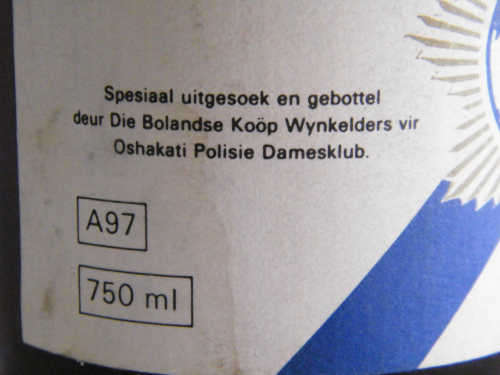 Spesiaal uitgesoek en gebottel
deur Die Bolandse Koöp Wynkelders vir
Oshakati Polisie Damesklub.
A97
750 ml